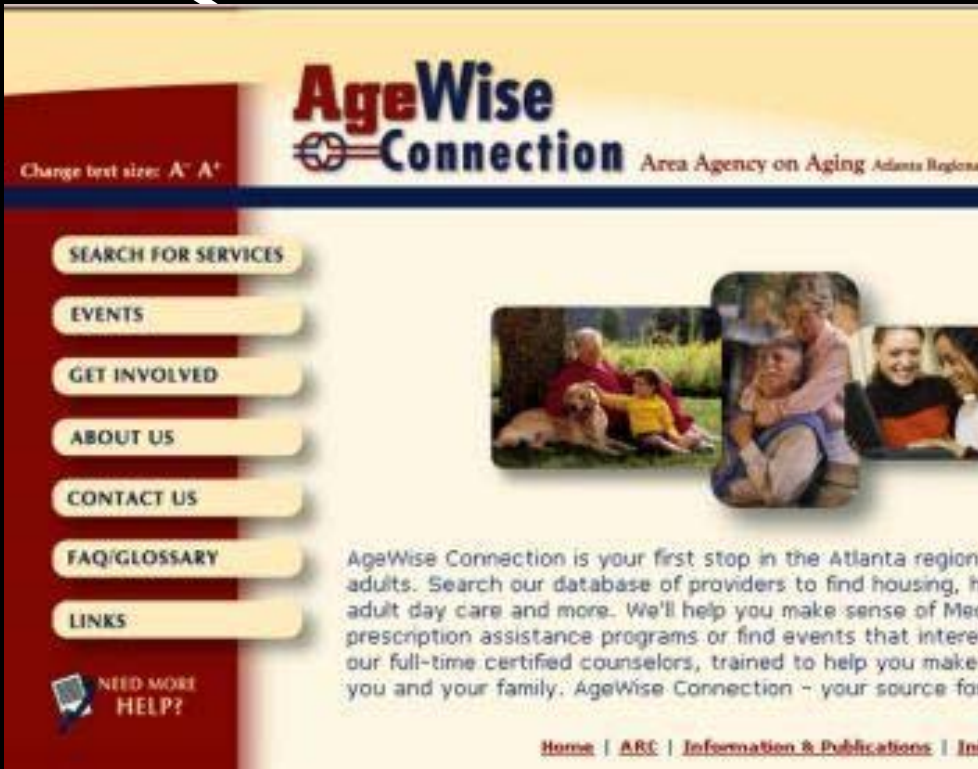 AgeWise
Connection Area Agency on Aging Atlanta
Change text size: A- A+
SEARCH FOR SERVICES
EVENTS
GET INVOLVED
ABOUT US
CONTACT US
FAQ/GLOSSARY
LINKS
NEED MORE
HELP?
AgeWise Connection is your first stop in the Atlanta region
adults. Search our database of providers to find housing,
adult day care and more. We'll help you make sense of
prescription assistance programs or find events that
our full-time certified counselors, trained to help you make
you and your family. AgeWise Connection – your source for
Home | ARC | Information & Publications |